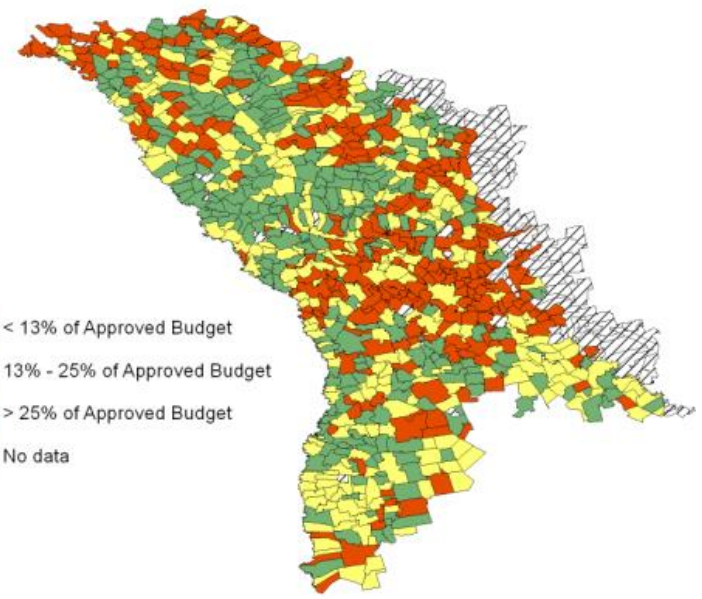 < 13% of Approved Budget
13% - 25% of Approved Budget
> 25% of Approved Budget
No data